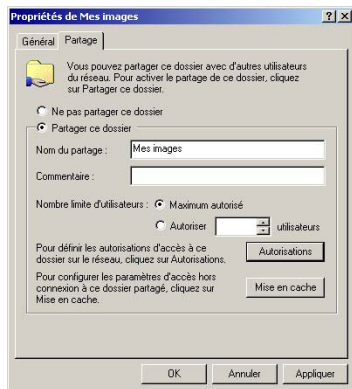 Propriétés de Mes images
Général Partage
Vous pouvez partager ce dossier avec d'autres utilisateurs
du réseau. Pour activer le partage de ce dossier, cliquez
sur Partager ce dossier.
Ne pas partager ce dossier
Partager ce dossier
Nom du partage : Mes images
Commentaire :
Nombre limite d'utilisateurs : Maximum autorisé
Autoriser utilisateurs
Pour définir les autorisations d'accès à ce
dossier sur le réseau, cliquez sur Autorisations.
Autorisations
Pour configurer les paramètres d'accès hors
connexion à ce dossier partagé, cliquez sur
Mise en cache.
Mise en cache
OK Annuler Appliquer